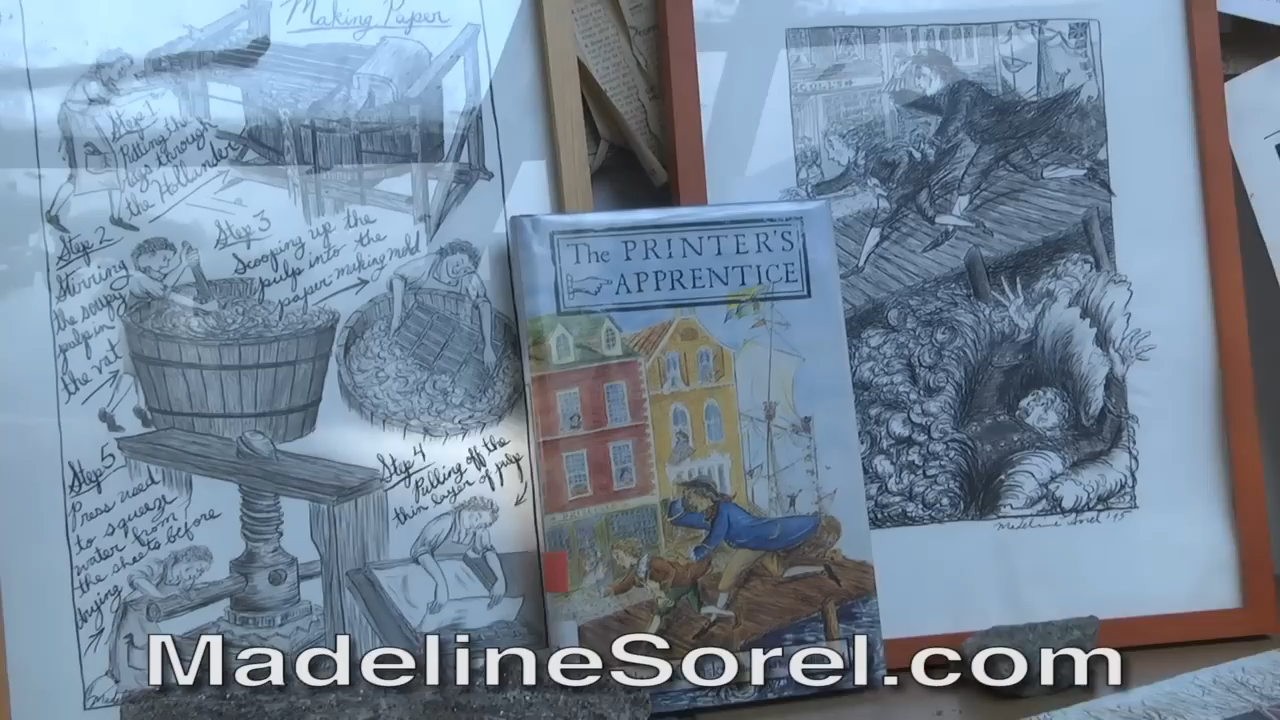 Making Paper
Step 1
Putting the
rags through
the Hollander
Step 2
Stirring
the soupy
pulp in
the vat
Step 3
Scooping up the
pulp into the
paper-making mold
Step 4
Pulling off the
thin layer of pulp
Step 5
Press used
to squeeze
water from
the sheets before
drying
The PRINTER'S
APPRENTICE
Madeline Sorel '95
MadelineSorel.com